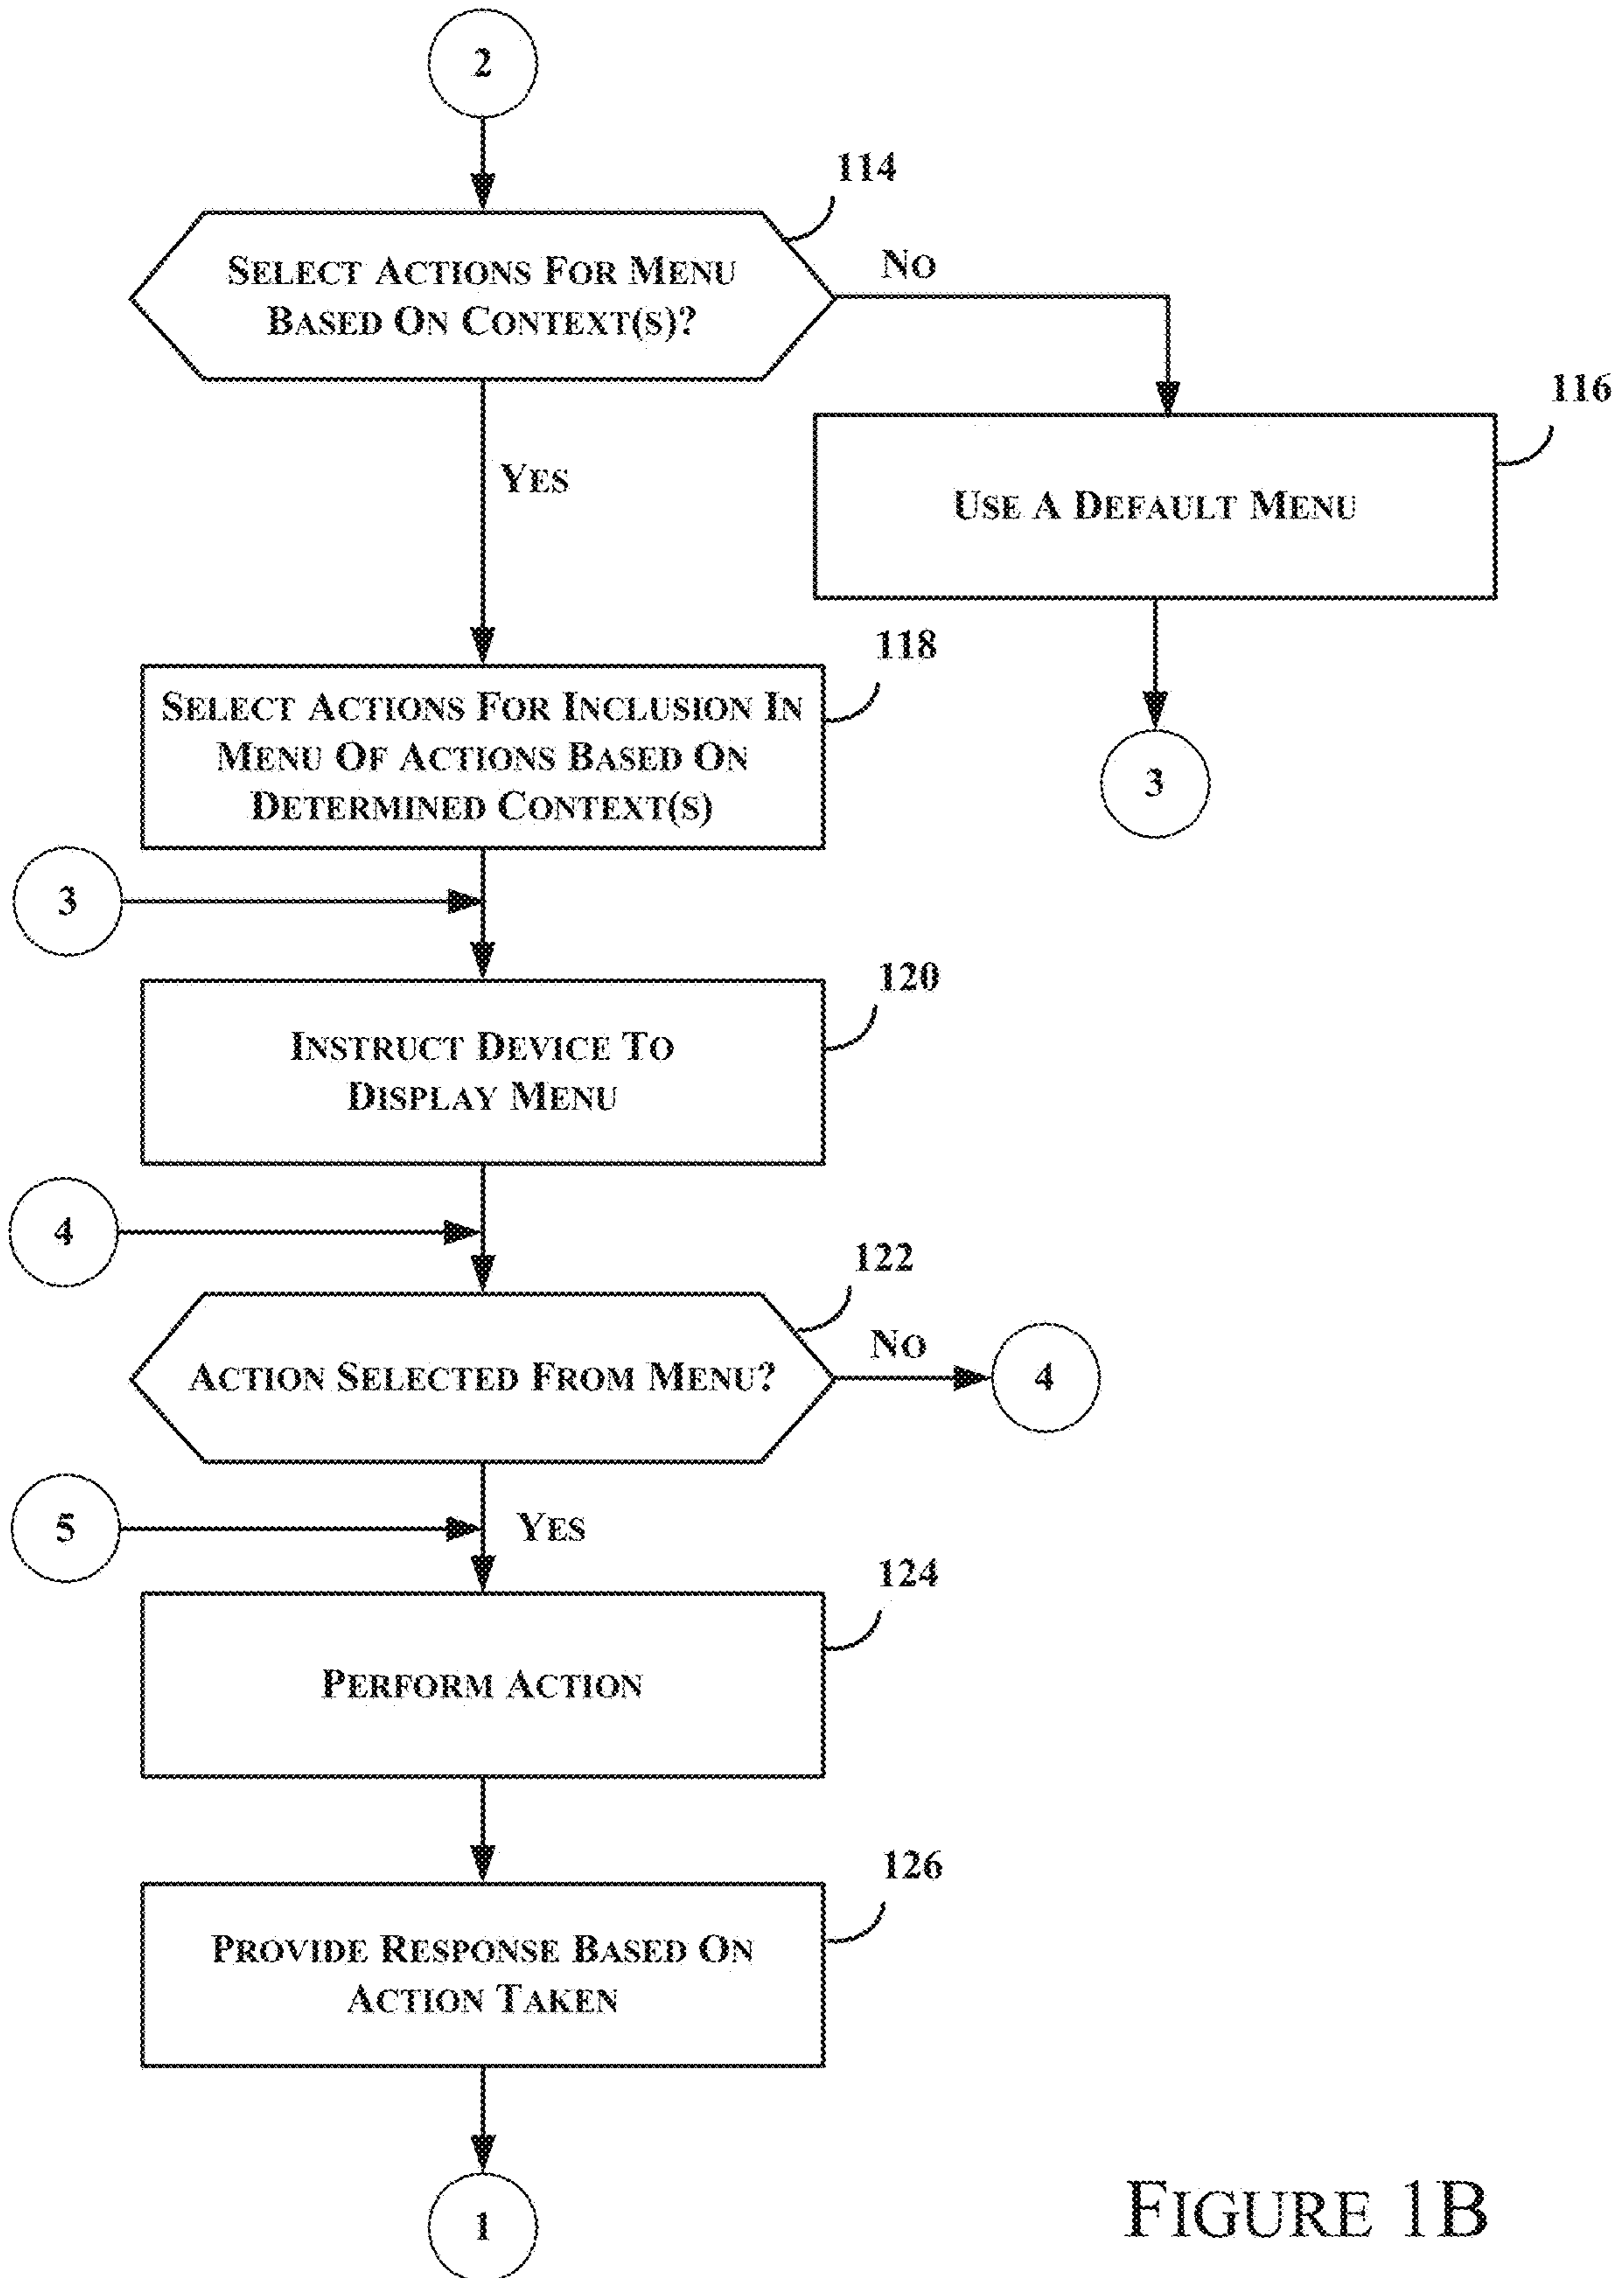 2
114
SELECT ACTIONS FOR MENU
BASED ON CONTEXT(S)?
NO
116
YES
USE A DEFAULT MENU
118
SELECT ACTIONS FOR INCLUSION IN
MENU OF ACTIONS BASED ON
DETERMINED CONTEXT(S)
3
3
120
INSTRUCT DEVICE TO
DISPLAY MENU
4
122
NO
ACTION SELECTED FROM MENU?
4
5
YES
124
PERFORM ACTION
126
PROVIDE RESPONSE BASED ON
ACTION TAKEN
1
FIGURE 1B